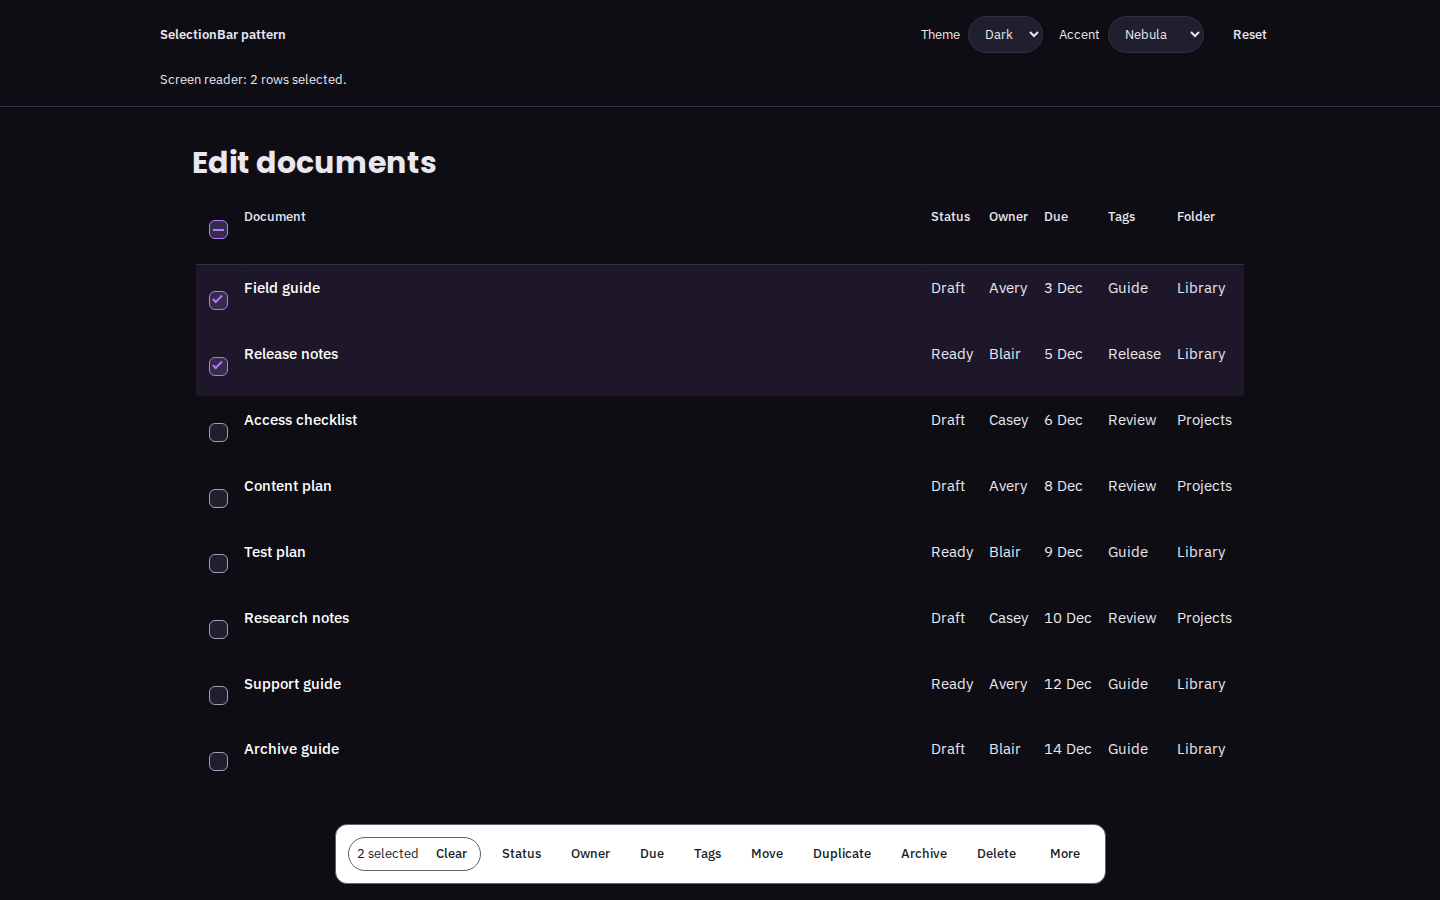 SelectionBar pattern
Theme Dark Accent Nebula Reset
Screen reader: 2 rows selected.
Edit documents
Document Status Owner Due Tags Folder
Field guide Draft Avery 3 Dec Guide Library
Release notes Ready Blair 5 Dec Release Library
Access checklist Draft Casey 6 Dec Review Projects
Content plan Draft Avery 8 Dec Review Projects
Test plan Ready Blair 9 Dec Guide Library
Research notes Draft Casey 10 Dec Review Projects
Support guide Ready Avery 12 Dec Guide Library
Archive guide Draft Blair 14 Dec Guide Library
2 selected Clear Status Owner Due Tags Move Duplicate Archive Delete More